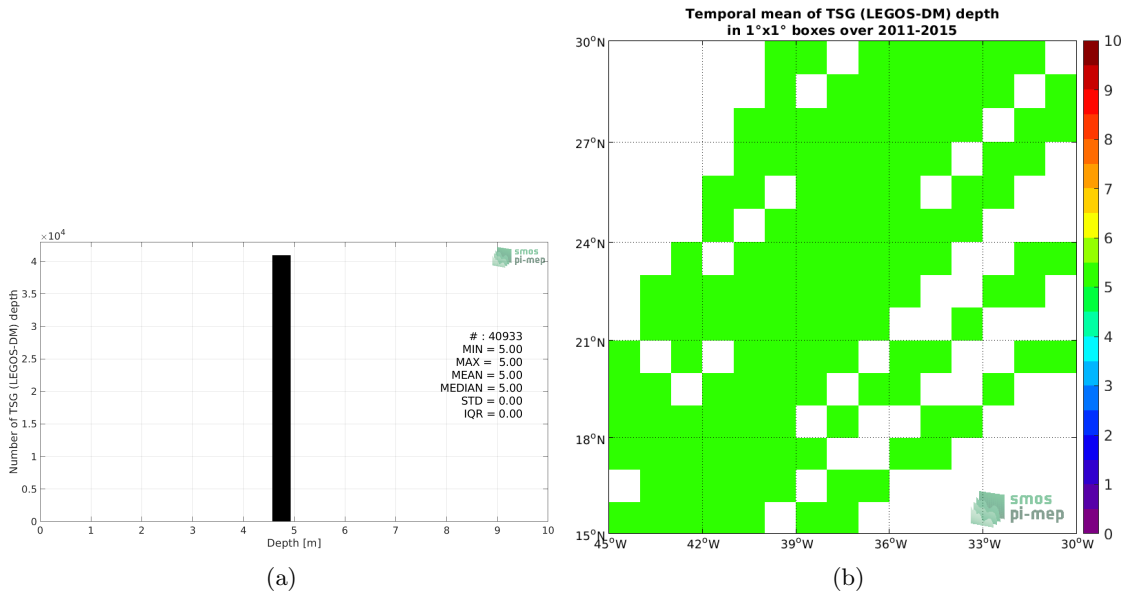 ×10⁴
4
3.5
3
2.5
2
1.5
1
0.5
0
Number of TSG (LEGOS-DM) depth
smos
pi-mep
# : 40933
MIN = 5.00
MAX = 5.00
MEAN = 5.00
MEDIAN = 5.00
STD = 0.00
IQR = 0.00
0 1 2 3 4 5 6 7 8 9 10
Depth [m]
(a)
Temporal mean of TSG (LEGOS-DM) depth
in 1°x1° boxes over 2011-2015
30°N
27°N
24°N
21°N
18°N
15°N
45°W 42°W 39°W 36°W 33°W 30°W
smos
pi-mep
10
9
8
7
6
5
4
3
2
1
0
(b)